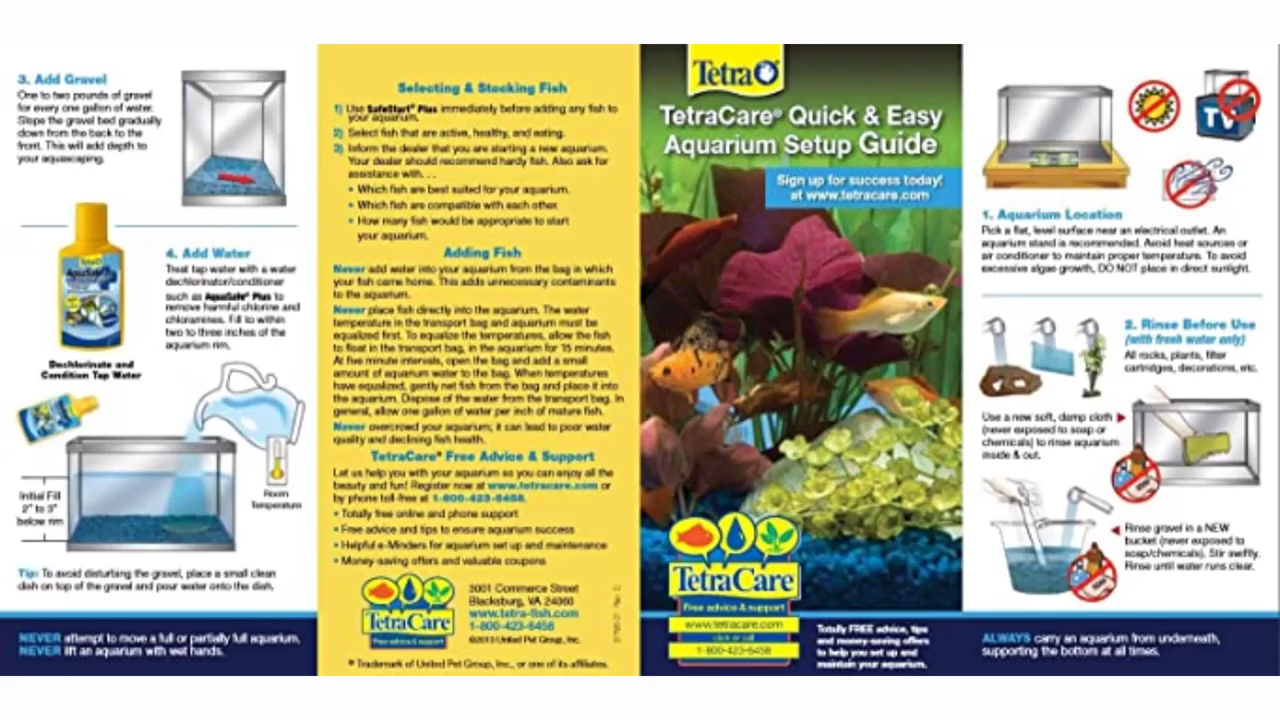 3. Add Gravel
One to two pounds of gravel
for every one gallon of water.
Slope the gravel bed gradually
down from the back to the
front. This will add depth to
your aquascaping.
Tetra
AquaSafe
Dechlorinate and
Condition Tap Water
4. Add Water
Treat tap water with a water
dechlorinator/conditioner
such as AquaSafe® Plus to
remove harmful chlorine and
chloramines. Fill to within
two to three inches of the
aquarium rim.
Initial Fill
2" to 3"
below rim
Room
Temperature
Tip: To avoid disturbing the gravel, place a small clean
dish on top of the gravel and pour water onto the dish.
NEVER attempt to move a full or partially full aquarium,
NEVER lift an aquarium with wet hands.
Selecting & Stocking Fish
1) Use SafeStart® Plus immediately before adding any fish to
your aquarium.
2) Select fish that are active, healthy, and eating.
3) Inform the dealer that you are starting a new aquarium.
Your dealer should recommend hardy fish. Also ask for
assistance with. . .
• Which fish are best suited for your aquarium.
• Which fish are compatible with each other.
• How many fish would be appropriate to start
your aquarium.
Adding Fish
Never add water into your aquarium from the bag in which
your fish came home. This adds unnecessary contaminants
to the aquarium.
Never place fish directly into the aquarium. The water
temperature in the transport bag and aquarium must be
equalized first. To equalize the temperatures, allow the fish
to float in the transport bag, in the aquarium for 15 minutes.
At five minute intervals, open the bag and add a small
amount of aquarium water to the bag. When temperatures
have equalized, gently net fish from the bag and place it into
the aquarium. Dispose of the water from the transport bag. In
general, allow one gallon of water per inch of mature fish.
Never overcrowd your aquarium; it can lead to poor water
quality and declining fish health.
TetraCare® Free Advice & Support
Let us help you with your aquarium so you can enjoy all the
beauty and fun! Register now at www.tetracare.com or
by phone toll-free at 1-800-423-6458.
• Totally free online and phone support
• Free advice and tips to ensure aquarium success
• Helpful e-Minders for aquarium set up and maintenance
• Money-saving offers and valuable coupons
TetraCare
Free advice & support
3001 Commerce Street
Blacksburg, VA 24060
www.tetra-fish.com
1-800-423-6458
©2013 United Pet Group, Inc.
® Trademark of United Pet Group, Inc., or one of its affiliates.
Tetra
TetraCare® Quick & Easy
Aquarium Setup Guide
Sign up for success today!
at www.tetracare.com
TetraCare
Free advice & support
www.tetracare.com
click or call
1-800-423-6458
Totally FREE advice, tips
and money-saving offers
to help you set up and
maintain your aquarium.
TV
1. Aquarium Location
Pick a flat, level surface near an electrical outlet. An
aquarium stand is recommended. Avoid heat sources or
air conditioner to maintain proper temperature. To avoid
excessive algae growth, DO NOT place in direct sunlight.
2. Rinse Before Use
(with fresh water only)
All rocks, plants, filter
cartridges, decorations, etc.
Use a new soft, damp cloth
(never exposed to soap or
chemicals) to rinse aquarium
inside & out.
Rinse gravel in a NEW
bucket (never exposed to
soap/chemicals). Stir swiftly.
Rinse until water runs clear.
ALWAYS carry an aquarium from underneath,
supporting the bottom at all times.